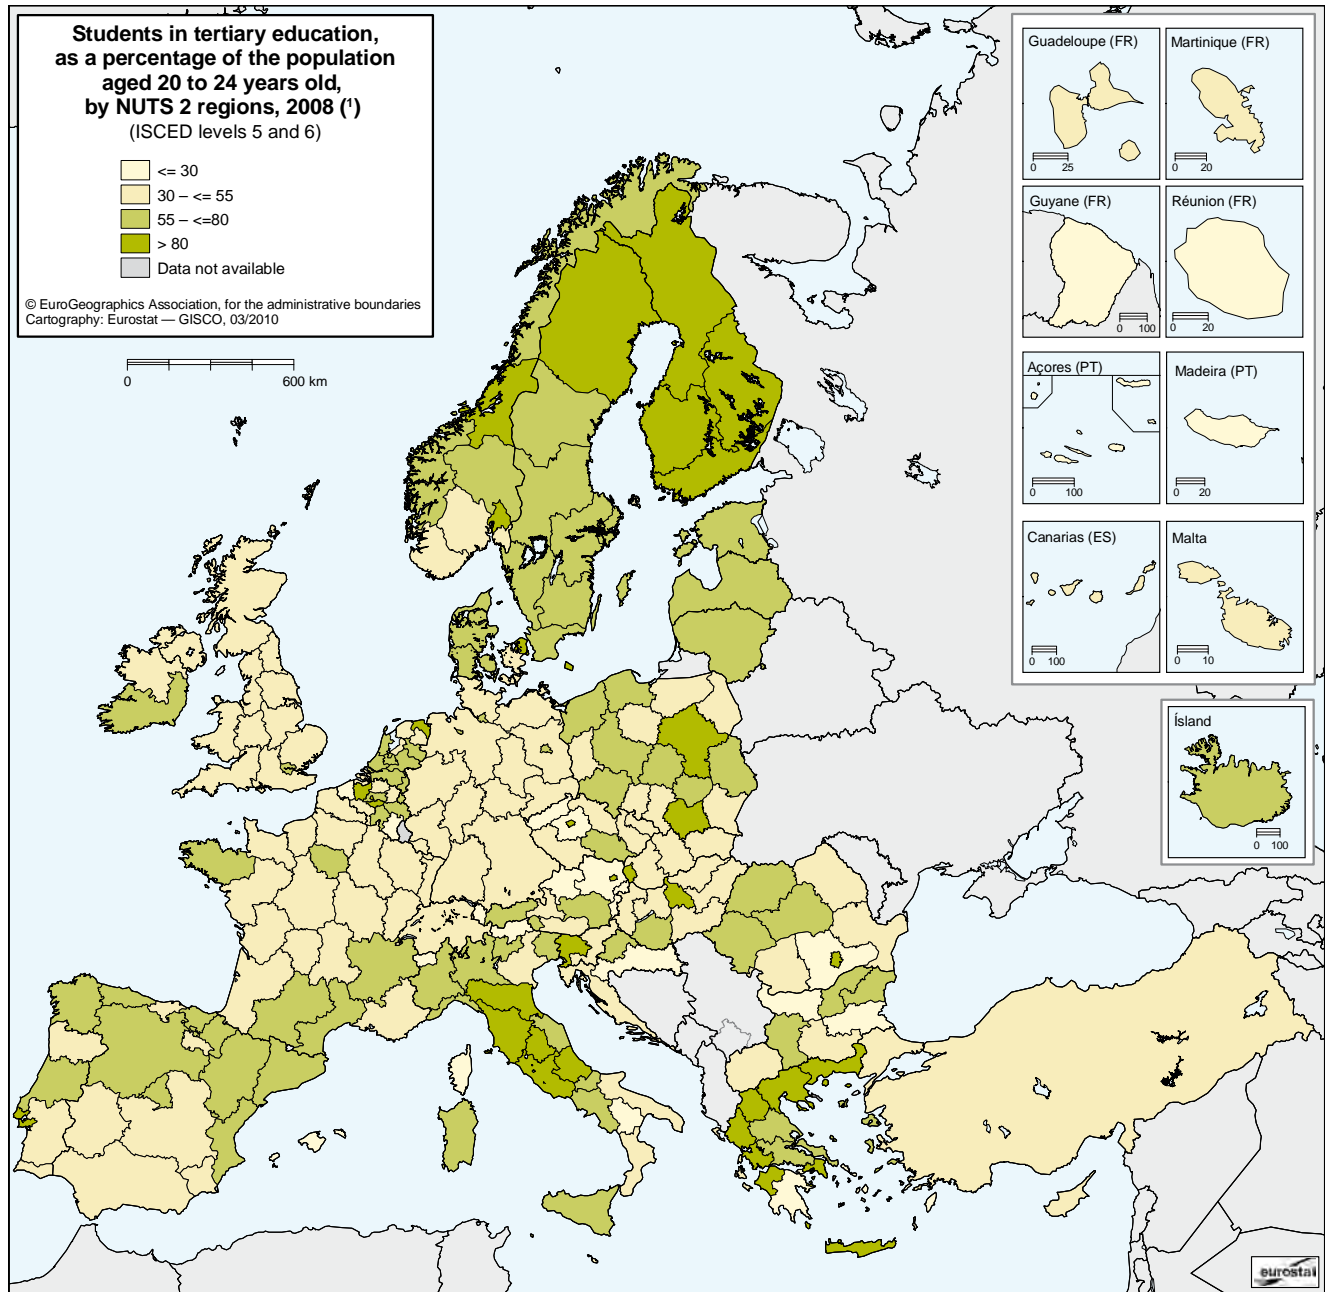 Students in tertiary education,
as a percentage of the population
aged 20 to 24 years old,
by NUTS 2 regions, 2008 (¹)
(ISCED levels 5 and 6)
<= 30
30 – <= 55
55 – <=80
> 80
Data not available
© EuroGeographics Association, for the administrative boundaries
Cartography: Eurostat — GISCO, 03/2010
0 600 km
Guadeloupe (FR)
0 25
Martinique (FR)
0 20
Guyane (FR)
0 100
Réunion (FR)
0 20
Açores (PT)
0 100
Madeira (PT)
0 20
Canarias (ES)
0 100
Malta
0 10
Ísland
0 100
eurostat